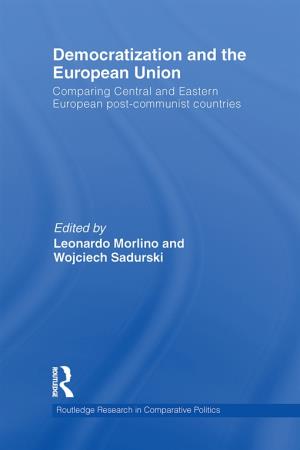 Democratization and the
European Union
Comparing Central and Eastern
European post-communist countries
Edited by
Leonardo Morlino and
Wojciech Sadurski
ROUTLEDGE
Routledge Research in Comparative Politics